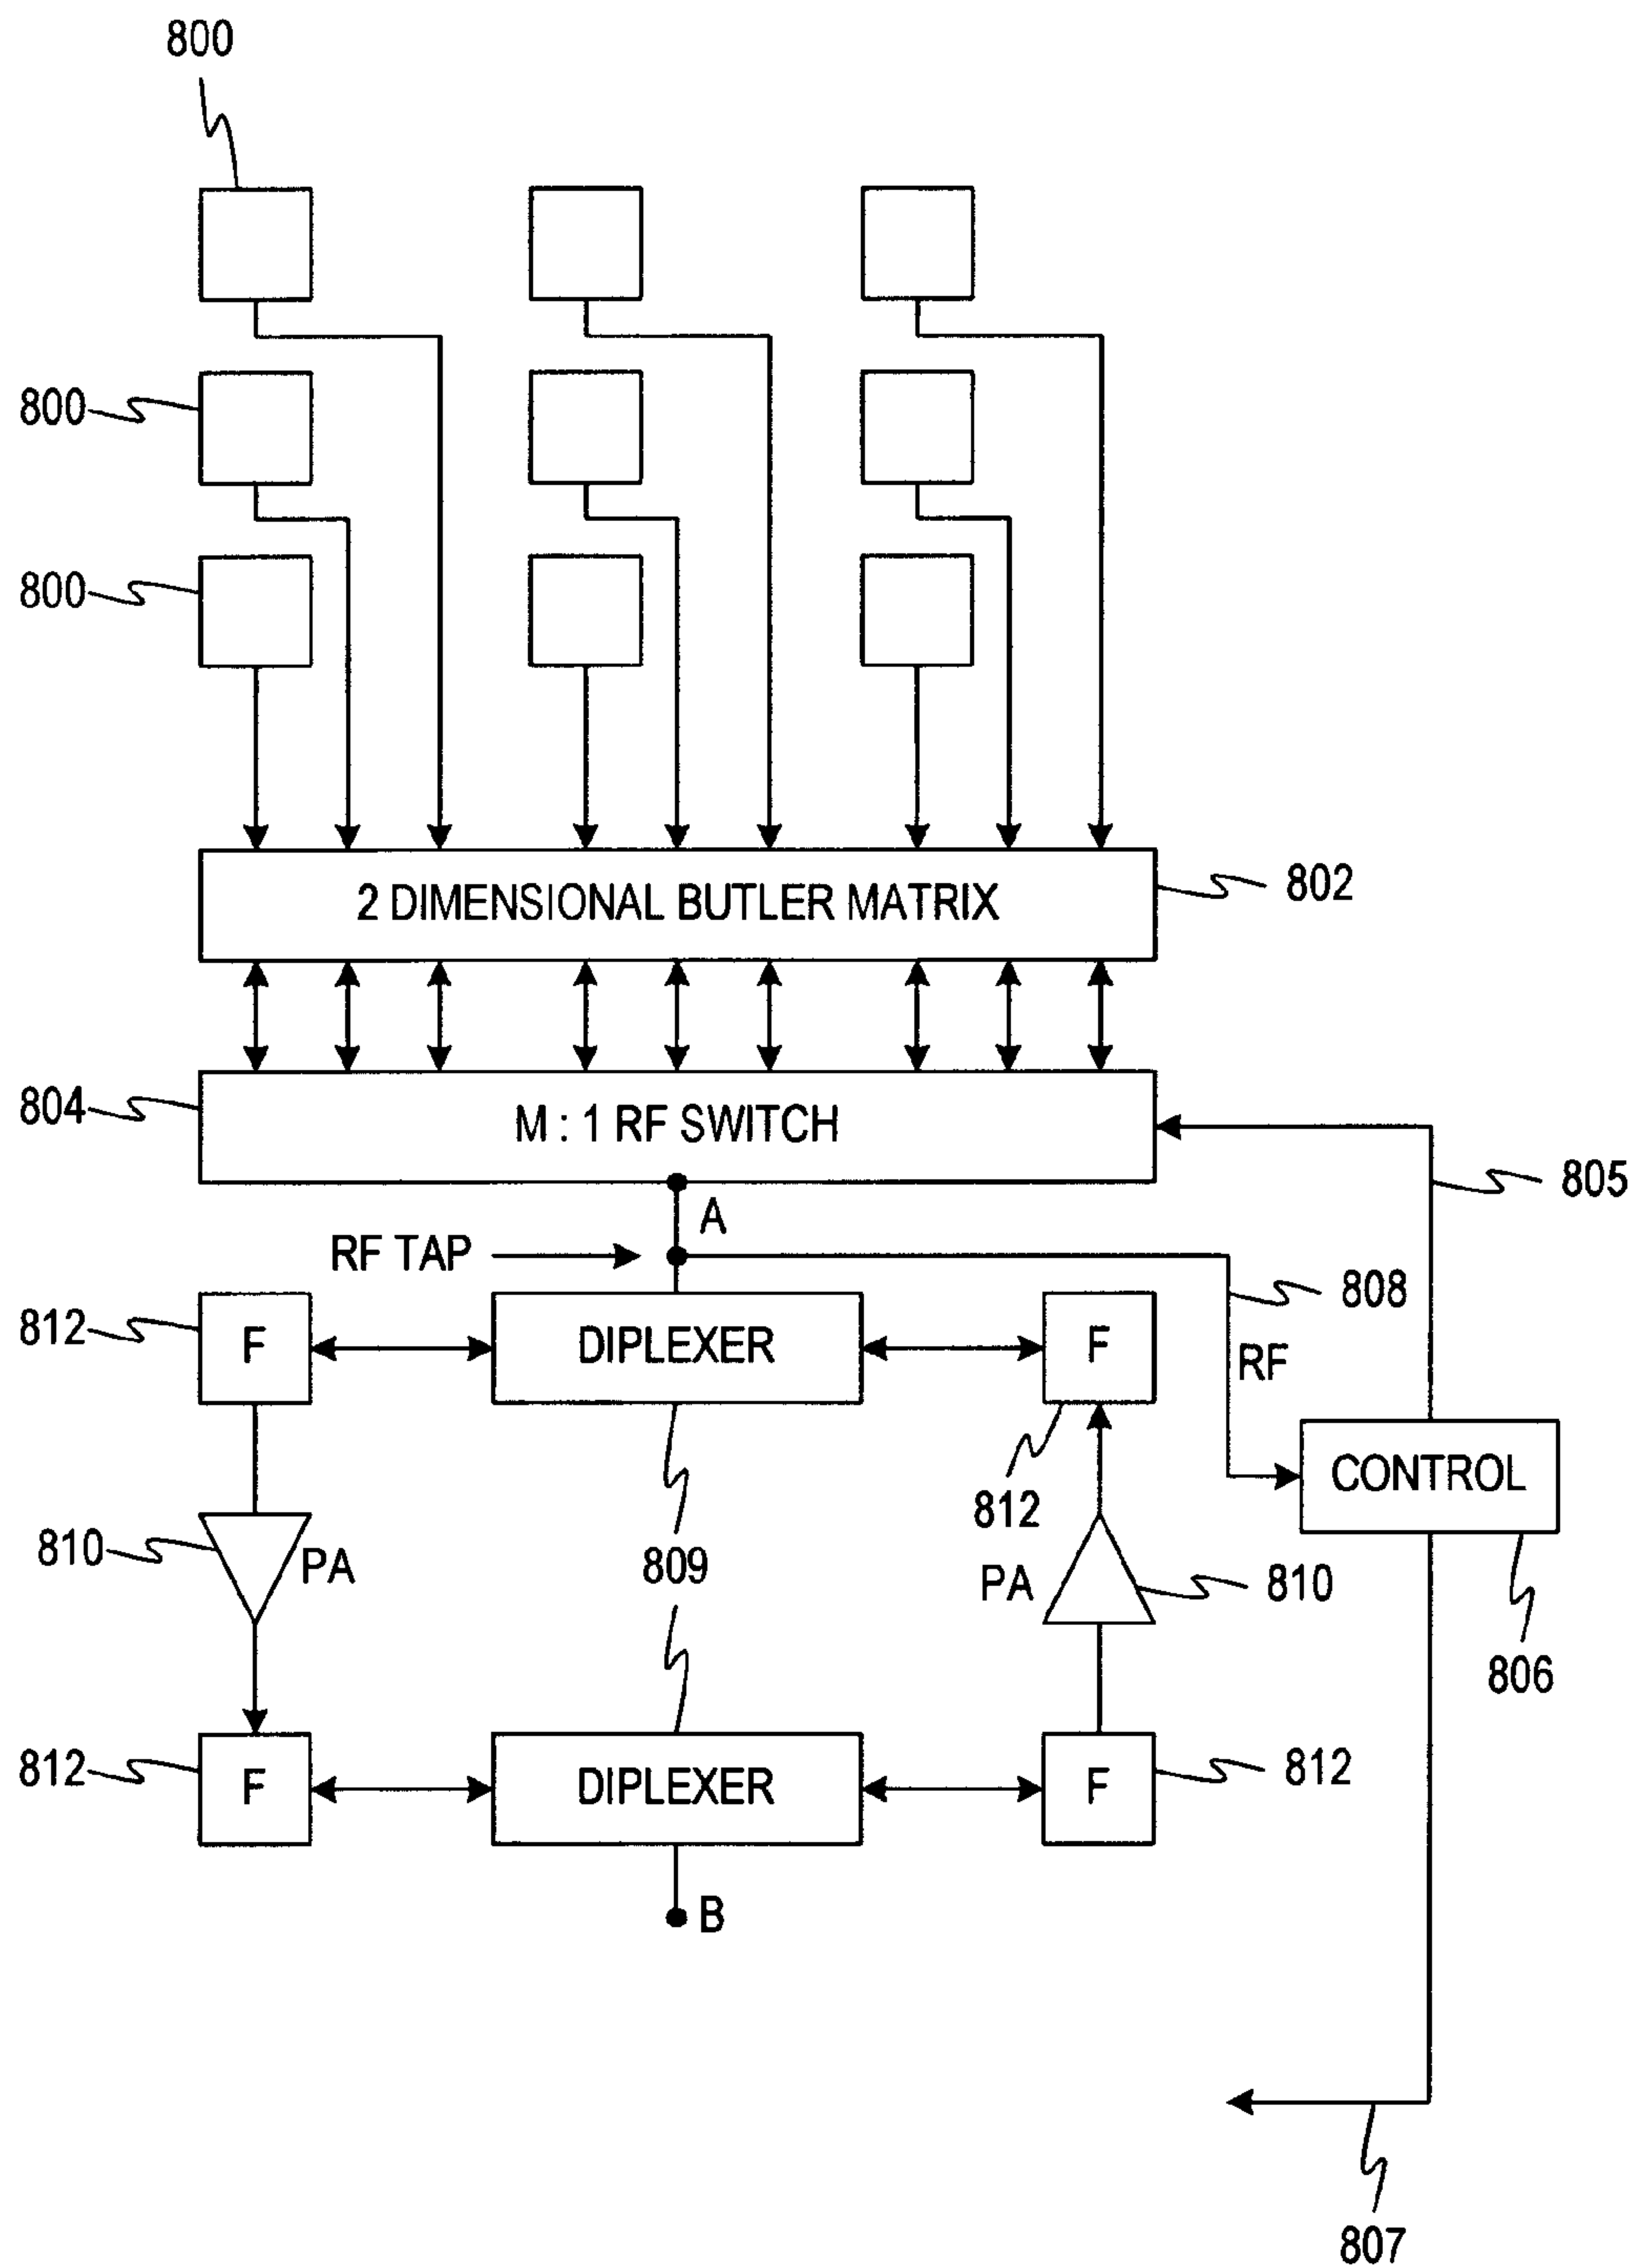 800
800
800
2 DIMENSIONAL BUTLER MATRIX
802
804
M : 1 RF SWITCH
805
A
RF TAP
808
812
F
DIPLEXER
F
RF
812
CONTROL
810
PA
809
PA
810
806
812
F
DIPLEXER
F
812
B
807